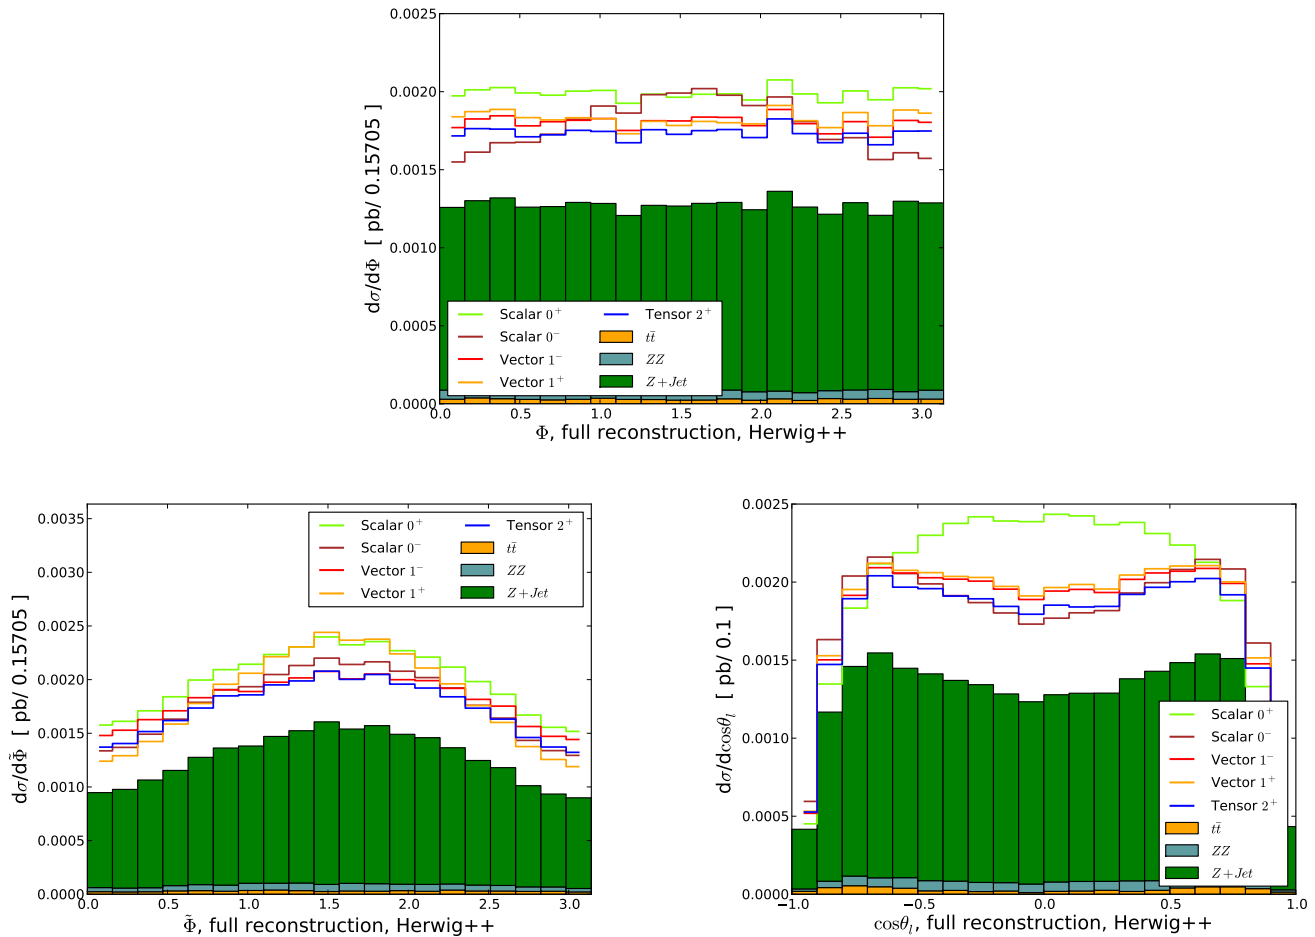 0.0025
0.0020
0.0015
0.0010
0.0005
0.0000
dσ/dΦ [ pb/ 0.15705 ]
Scalar 0⁺
Scalar 0⁻
Vector 1⁻
Vector 1⁺
Tensor 2⁺
tt̄
ZZ
Z+Jet
0.0 0.5 1.0 1.5 2.0 2.5 3.0
Φ, full reconstruction, Herwig++
0.0035
0.0030
0.0025
0.0020
0.0015
0.0010
0.0005
0.0000
dσ/dΦ̃ [ pb/ 0.15705 ]
Scalar 0⁺
Scalar 0⁻
Vector 1⁻
Vector 1⁺
Tensor 2⁺
tt̄
ZZ
Z+Jet
0.0 0.5 1.0 1.5 2.0 2.5 3.0
Φ̃, full reconstruction, Herwig++
0.0025
0.0020
0.0015
0.0010
0.0005
0.0000
dσ/dcosθₗ [ pb/ 0.1 ]
Scalar 0⁺
Scalar 0⁻
Vector 1⁻
Vector 1⁺
Tensor 2⁺
tt̄
ZZ
Z+Jet
−1.0 −0.5 0.0 0.5 1.0
cosθₗ, full reconstruction, Herwig++